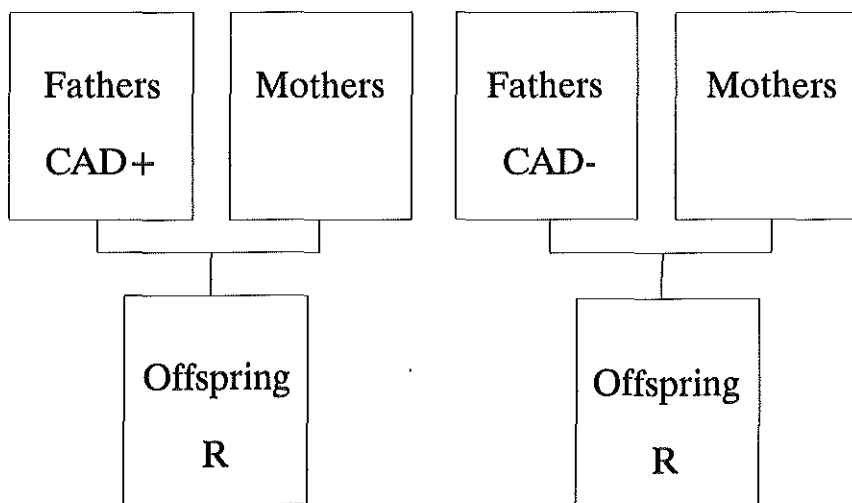 Fathers
CAD+
Mothers
Fathers
CAD-
Mothers
Offspring
R
Offspring
R